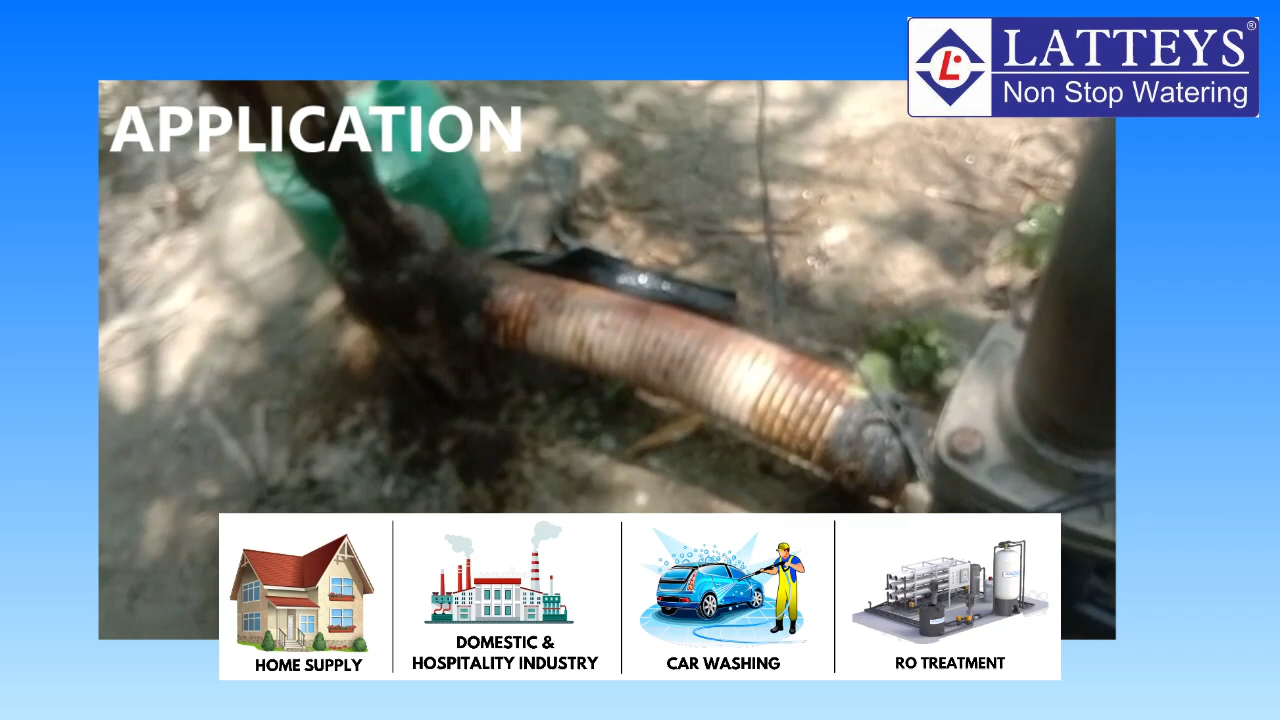 LATTEYS®
Non Stop Watering
APPLICATION
HOME SUPPLY
DOMESTIC &
HOSPITALITY INDUSTRY
CAR WASHING
RO TREATMENT